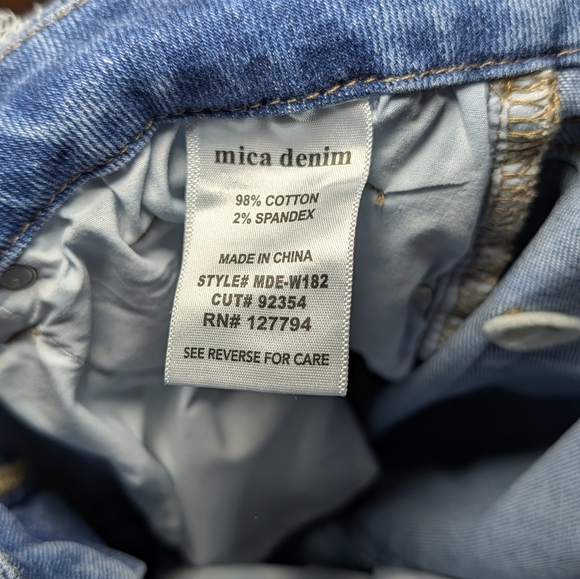 mica denim
98% COTTON
2% SPANDEX
MADE IN CHINA
STYLE# MDE-W182
CUT# 92354
RN# 127794
SEE REVERSE FOR CARE